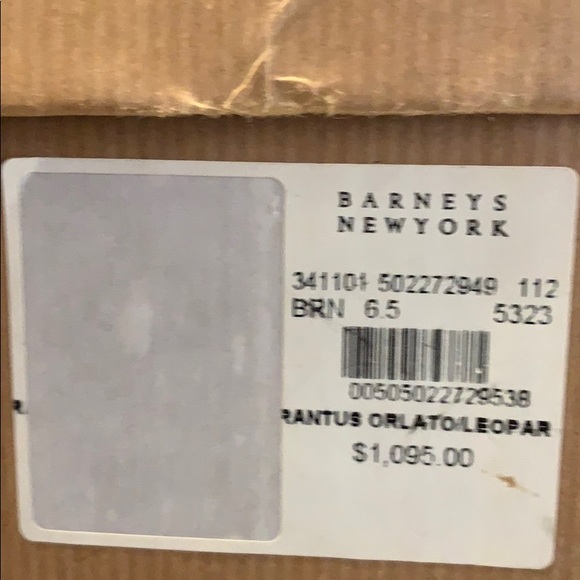 BARNEYS
NEWYORK
341101 502272949 112
BRN 6.5 5323
00505022729538
RANTUS ORLATO/LEOPAR
$1,095.00